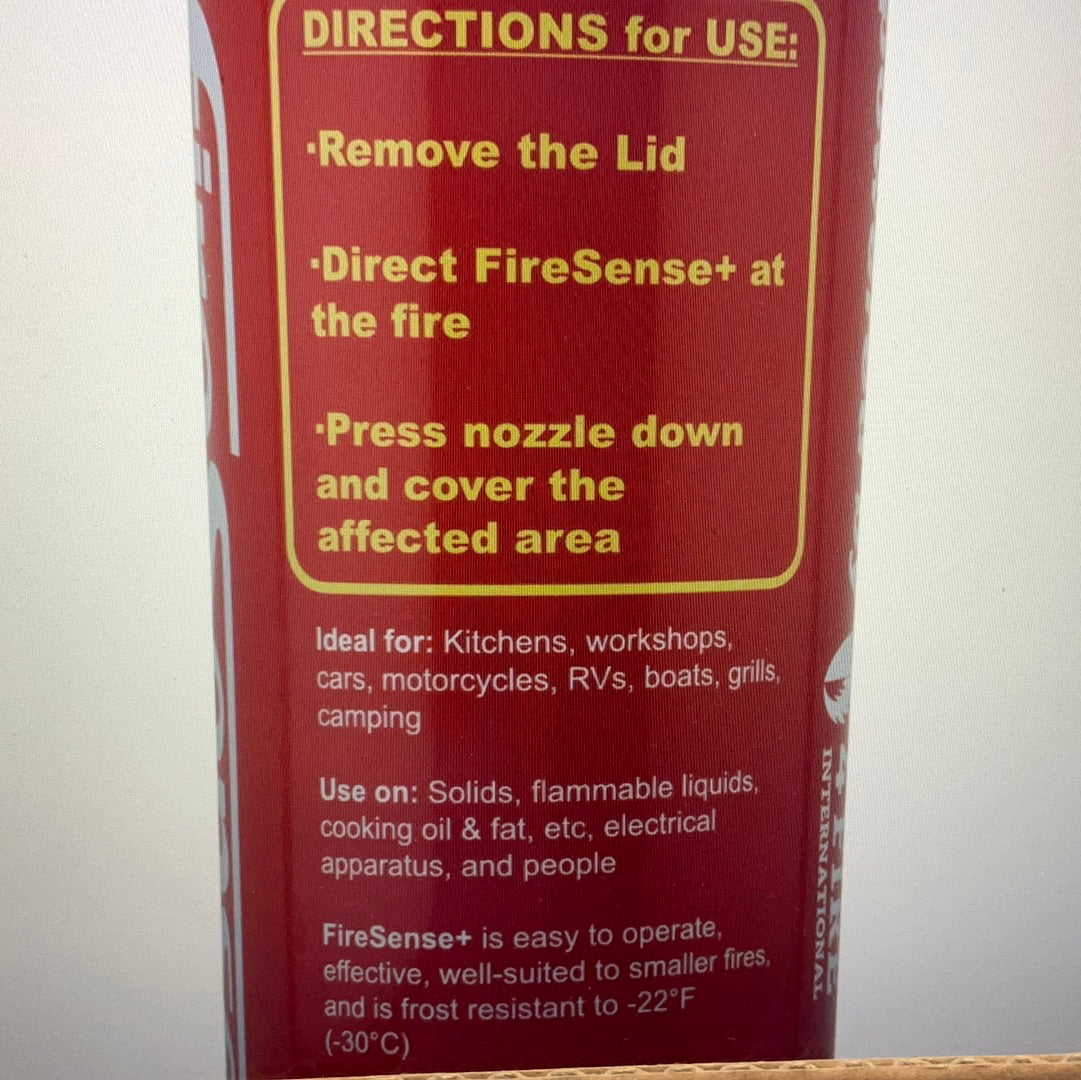 DIRECTIONS for USE:
·Remove the Lid
·Direct FireSense+ at
the fire
·Press nozzle down
and cover the
affected area
Ideal for: Kitchens, workshops,
cars, motorcycles, RVs, boats, grills,
camping
Use on: Solids, flammable liquids,
cooking oil & fat, etc, electrical
apparatus, and people
FireSense+ is easy to operate,
effective, well-suited to smaller fires,
and is frost resistant to -22°F
(-30°C)
4 FIRE
INTERNATIONAL